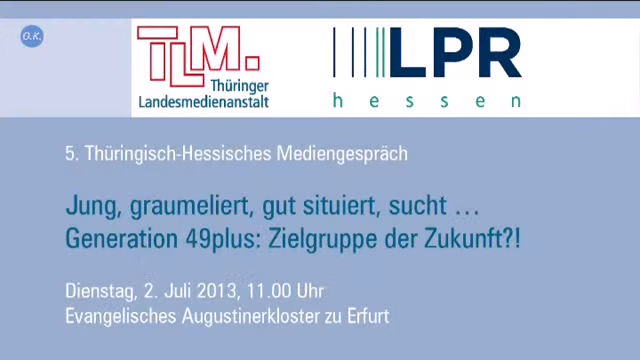 O.K.
TLM.
Thüringer
Landesmedienanstalt
LPR
hessen
5. Thüringisch-Hessisches Mediengespräch
Jung, graumeliert, gut situiert, sucht …
Generation 49plus: Zielgruppe der Zukunft?!
Dienstag, 2. Juli 2013, 11.00 Uhr
Evangelisches Augustinerkloster zu Erfurt